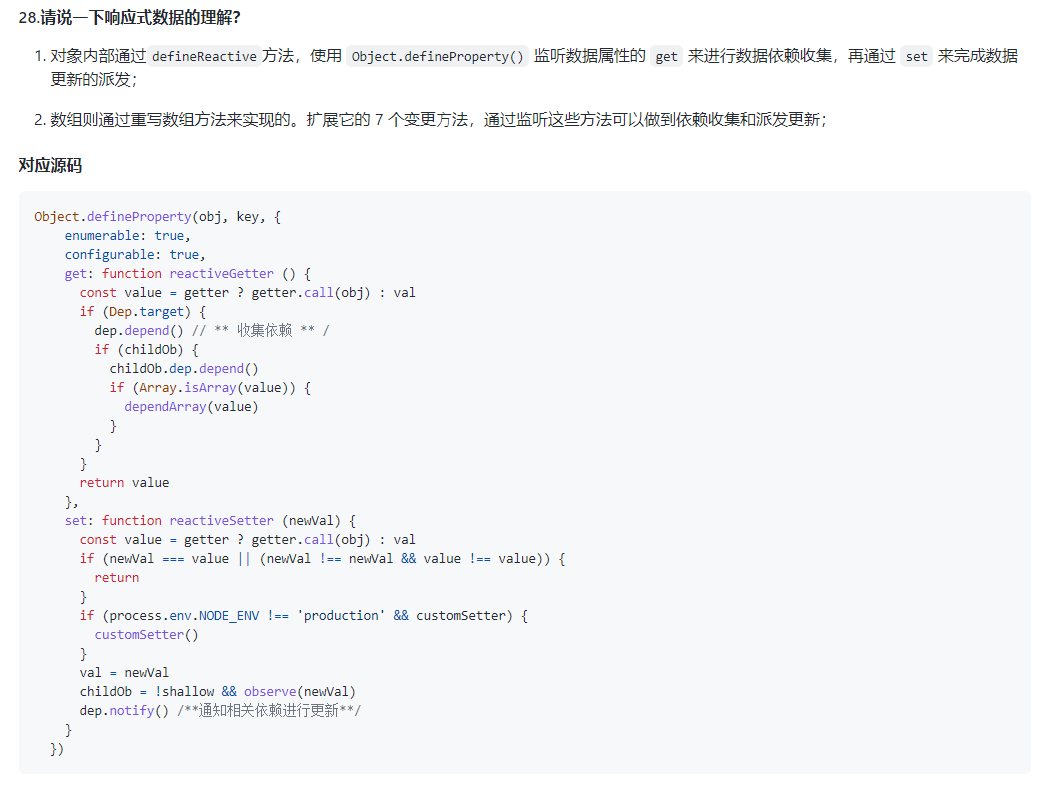 28.请说一下响应式数据的理解？
1. 对象内部通过 defineReactive 方法，使用 Object.defineProperty() 监听数据属性的 get 来进行数据依赖收集，再通过 set 来完成数据
更新的派发；
2. 数组则通过重写数组方法来实现的。扩展它的 7 个变更方法，通过监听这些方法可以做到依赖收集和派发更新；
对应源码
Object.defineProperty(obj, key, {
    enumerable: true,
    configurable: true,
    get: function reactiveGetter () {
      const value = getter ? getter.call(obj) : val
      if (Dep.target) {
        dep.depend() // ** 收集依赖 ** /
        if (childOb) {
          childOb.dep.depend()
          if (Array.isArray(value)) {
            dependArray(value)
          }
        }
      }
      return value
    },
    set: function reactiveSetter (newVal) {
      const value = getter ? getter.call(obj) : val
      if (newVal === value || (newVal !== newVal && value !== value)) {
        return
      }
      if (process.env.NODE_ENV !== 'production' && customSetter) {
        customSetter()
      }
      val = newVal
      childOb = !shallow && observe(newVal)
      dep.notify() /**通知相关依赖进行更新**/
    }
  })